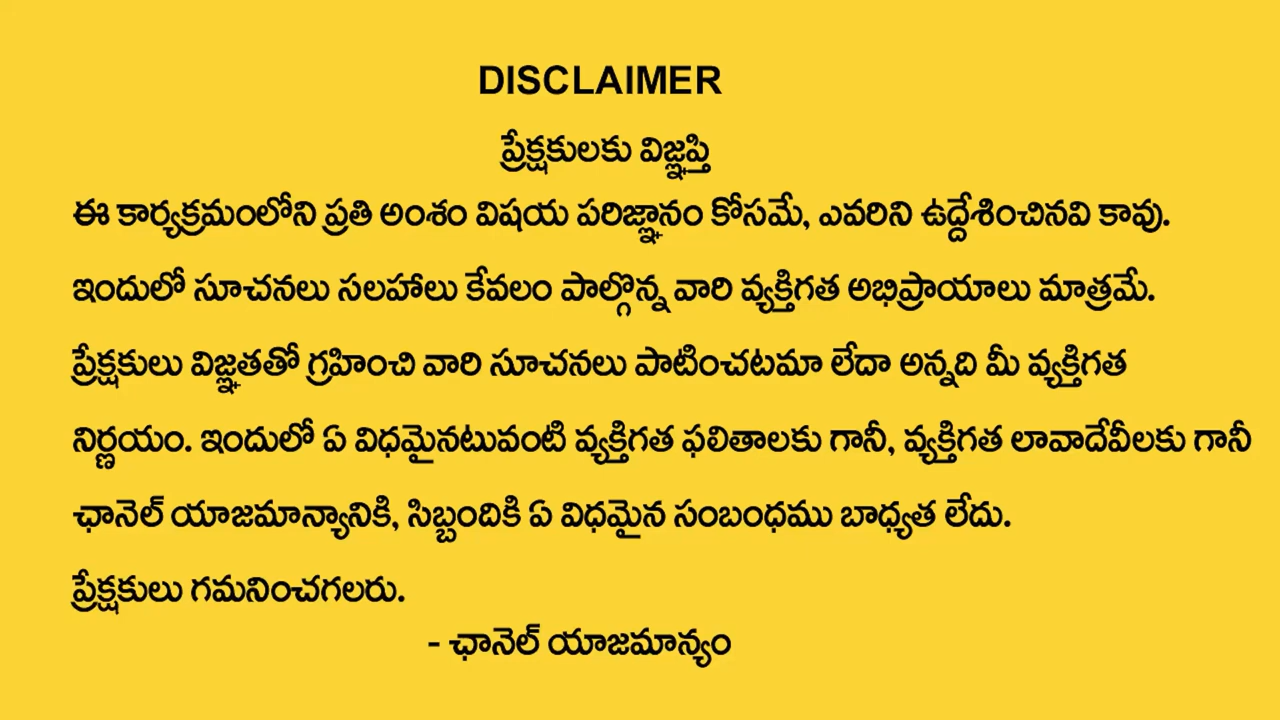 DISCLAIMER
ప్రేక్షకులకు విజ్ఞప్తి
ఈ కార్యక్రమంలోని ప్రతి అంశం విషయ పరిజ్ఞానం కోసమే, ఎవరిని ఉద్దేశించినవి కావు.
ఇందులో సూచనలు సలహాలు కేవలం పాల్గొన్న వారి వ్యక్తిగత అభిప్రాయాలు మాత్రమే.
ప్రేక్షకులు విజ్ఞతతో గ్రహించి వారి సూచనలు పాటించటమా లేదా అన్నది మీ వ్యక్తిగత
నిర్ణయం. ఇందులో ఏ విధమైనటువంటి వ్యక్తిగత ఫలితాలకు గానీ, వ్యక్తిగత లావాదేవీలకు గానీ
ఛానెల్ యాజమాన్యానికి, సిబ్బందికి ఏ విధమైన సంబంధము బాధ్యత లేదు.
ప్రేక్షకులు గమనించగలరు.
- ఛానెల్ యాజమాన్యం